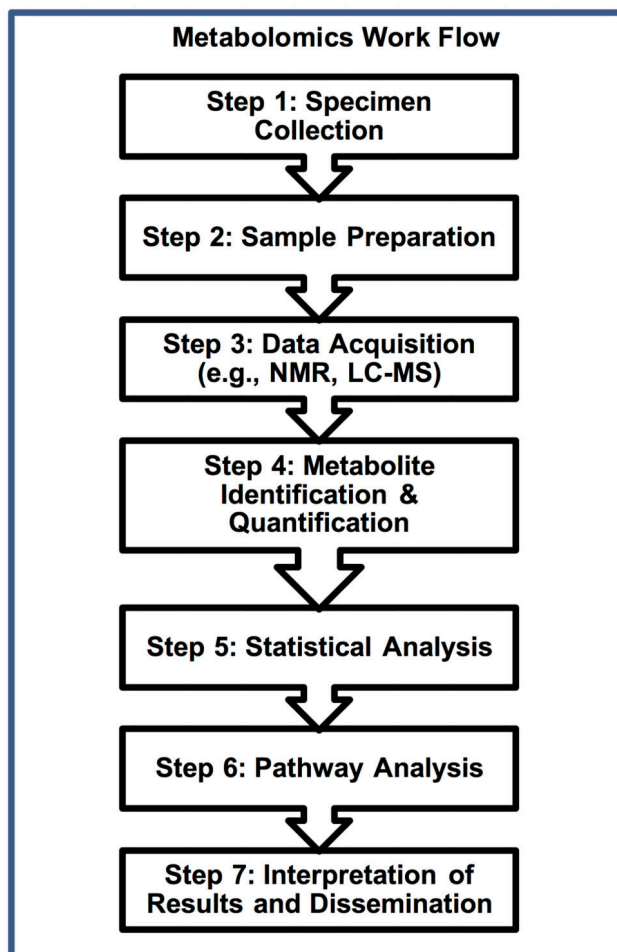 Metabolomics Work Flow
Step 1: Specimen
Collection
Step 2: Sample Preparation
Step 3: Data Acquisition
(e.g., NMR, LC-MS)
Step 4: Metabolite
Identification &
Quantification
Step 5: Statistical Analysis
Step 6: Pathway Analysis
Step 7: Interpretation of
Results and Dissemination